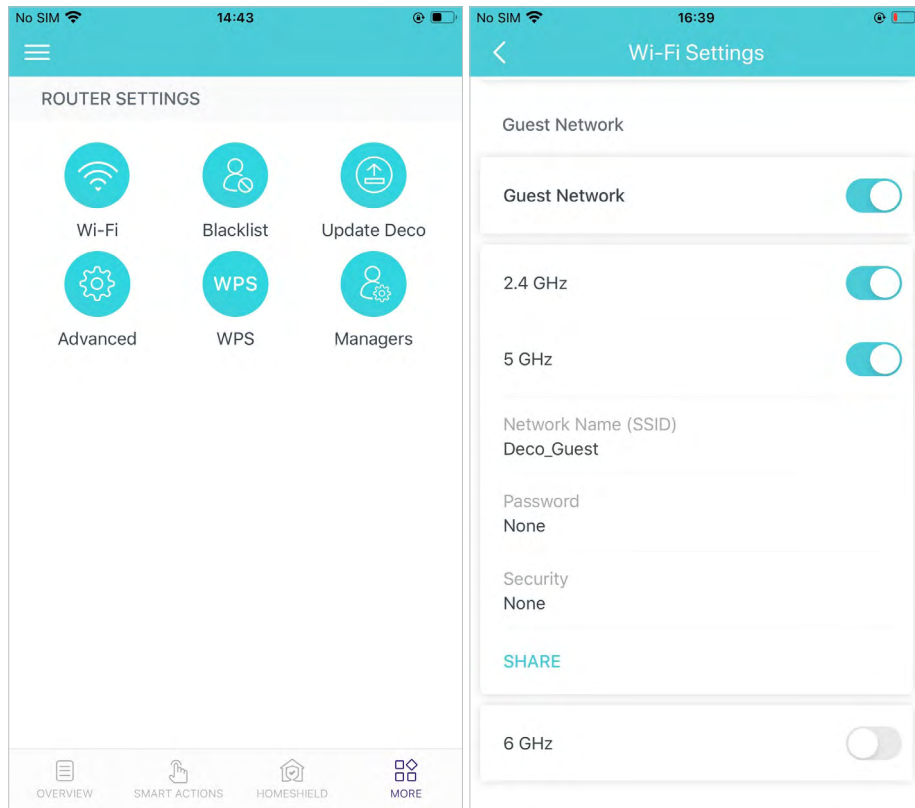 No SIM 14:43
ROUTER SETTINGS
Wi-Fi Blacklist Update Deco
WPS
Advanced WPS Managers
OVERVIEW SMART ACTIONS HOMESHIELD MORE
No SIM 16:39
Wi-Fi Settings
Guest Network
Guest Network
2.4 GHz
5 GHz
Network Name (SSID)
Deco_Guest
Password
None
Security
None
SHARE
6 GHz